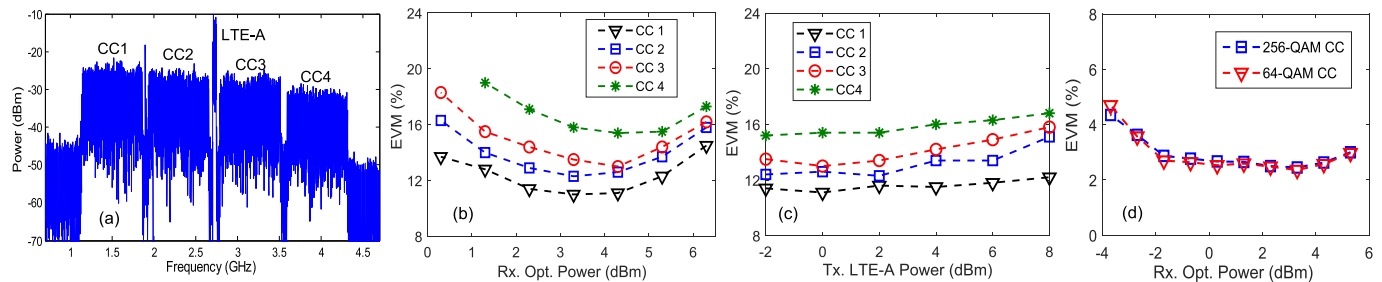 -10
-20
-30
-40
-50
-60
-70
Power (dBm)
LTE-A
CC1
CC2
CC3
CC4
(a)
1
1.5
2
2.5
3
3.5
4
4.5
Frequency (GHz)
24
20
16
12
8
EVM (%)
CC 1
CC 2
CC 3
CC 4
(b)
0
1
2
3
4
5
6
Rx. Opt. Power (dBm)
24
20
16
12
8
EVM (%)
CC 1
CC 2
CC 3
CC4
(c)
-2
0
2
4
6
8
Tx. LTE-A Power (dBm)
8
6
4
2
0
EVM (%)
256-QAM CC
64-QAM CC
(d)
-4
-2
0
2
4
6
Rx. Opt. Power (dBm)